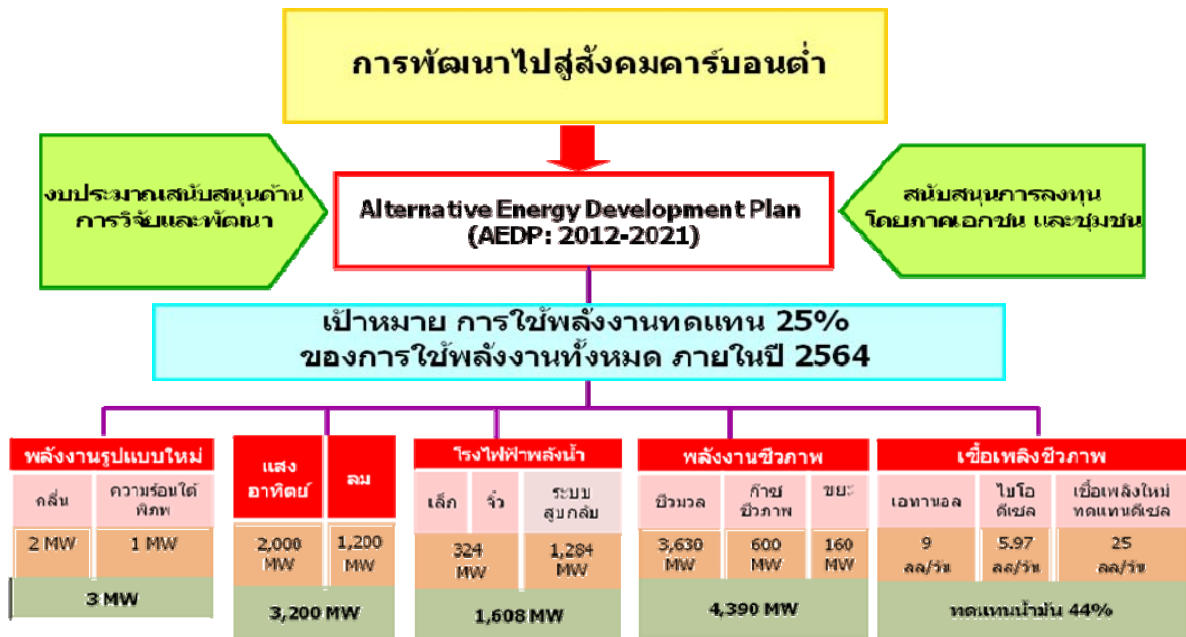 การพัฒนาไปสู่สังคมคาร์บอนต่ำ
งบประมาณสนับสนุนด้าน
การวิจัยและพัฒนา
Alternative Energy Development Plan
(AEDP: 2012-2021)
สนับสนุนการลงทุน
โดยภาคเอกชน และชุมชน
เป้าหมาย การใช้พลังงานทดแทน 25%
ของการใช้พลังงานทั้งหมด ภายในปี 2564
พลังงานรูปแบบใหม่
คลื่น
ความร้อนใต้
พิภพ
2 MW
1 MW
3 MW
แสง
อาทิตย์
ลม
2,000
MW
1,200
MW
3,200 MW
โรงไฟฟ้าพลังน้ำ
เล็ก
จิ๋ว
ระบบ
สูบกลับ
324
MW
1,284
MW
1,608 MW
พลังงานชีวภาพ
ชีวมวล
ก๊าซ
ชีวภาพ
ขยะ
3,630
MW
600
MW
160
MW
4,390 MW
เชื้อเพลิงชีวภาพ
เอทานอล
ไบโอ
ดีเซล
เชื้อเพลิงใหม่
ทดแทนดีเซล
9
ลล/วัน
5.97
ลล/วัน
25
ลล/วัน
ทดแทนน้ำมัน 44%